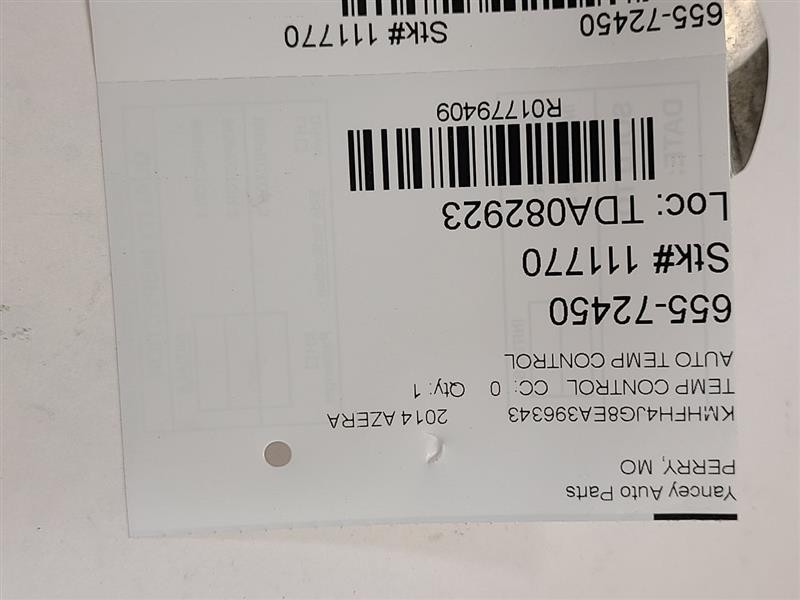 Yancey Auto Parts
PERRY, MO
KMHFH4JG8EA396343 2014 AZERA
TEMP CONTROL CC: 0 Qty: 1
AUTO TEMP CONTROL
655-72450
Stk# 111770
Loc: TDA082923
R01779409
655-72450
Stk# 111770
DATE: